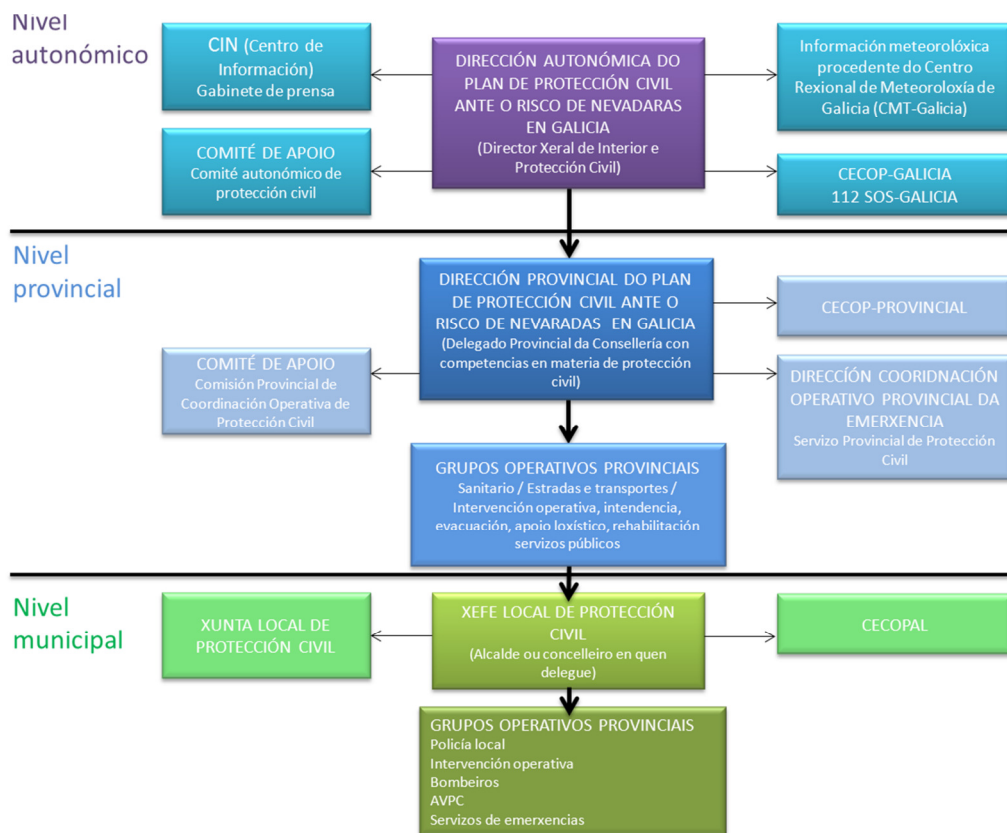 Nivel
autonómico
CIN (Centro de
Información)
Gabinete de prensa
DIRECCIÓN AUTONÓMICA DO
PLAN DE PROTECCIÓN CIVIL
ANTE O RISCO DE NEVADARAS
EN GALICIA
(Director Xeral de Interior e
Protección Civil)
Información meteorolóxica
procedente do Centro
Rexional de Meteoroloxía de
Galicia (CMT-Galicia)
COMITÉ DE APOIO
Comité autonómico de
protección civil
CECOP-GALICIA
112 SOS-GALICIA
Nivel
provincial
DIRECCIÓN PROVINCIAL DO PLAN
DE PROTECCIÓN CIVIL ANTE O
RISCO DE NEVARADAS EN GALICIA
(Delegado Provincial da Consellería con
competencias en materia de protección
civil)
CECOP-PROVINCIAL
COMITÉ DE APOIO
Comisión Provincial de
Coordinación Operativa de
Protección Civil
DIRECCÍÓN COORIDNACIÓN
OPERATIVO PROVINCIAL DA
EMERXENCIA
Servizo Provincial de Protección
Civil
GRUPOS OPERATIVOS PROVINCIAIS
Sanitario / Estradas e transportes /
Intervención operativa, intendencia,
evacuación, apoio loxístico, rehabilitación
servizos públicos
Nivel
municipal
XUNTA LOCAL DE
PROTECCIÓN CIVIL
XEFE LOCAL DE PROTECCIÓN
CIVIL
(Alcalde ou concelleiro en quen
delegue)
CECOPAL
GRUPOS OPERATIVOS PROVINCIAIS
Policía local
Intervención operativa
Bombeiros
AVPC
Servizos de emerxencias